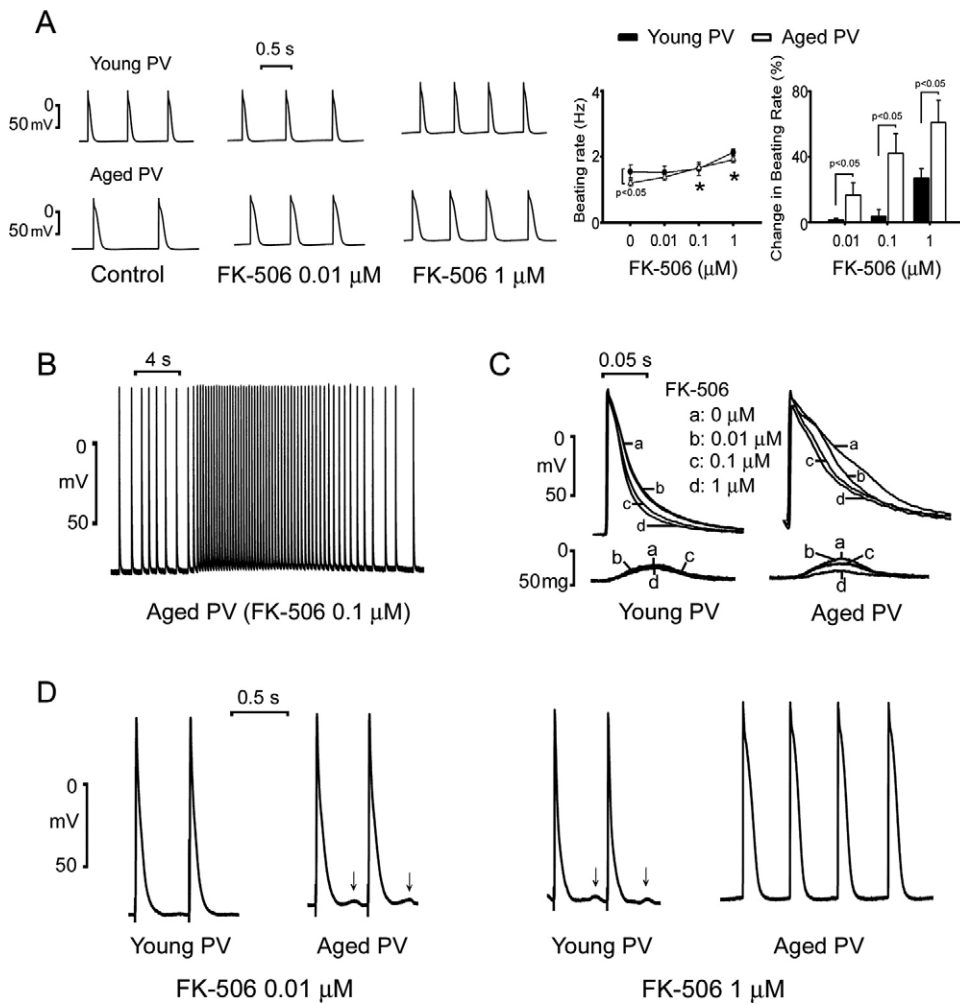 A
Young PV
0.5 s
0
50 mV
Aged PV
0
50 mV
Control
FK-506 0.01 μM
FK-506 1 μM
Young PV
Aged PV
Beating rate (Hz)
4
2
0
p<0.05
*
*
0
0.01
0.1
1
FK-506 (μM)
Change in Beating Rate (%)
80
40
0
p<0.05
p<0.05
p<0.05
0.01
0.1
1
FK-506 (μM)
B
4 s
0
mV
50
Aged PV (FK-506 0.1 μM)
C
0.05 s
FK-506
a: 0 μM
b: 0.01 μM
c: 0.1 μM
d: 1 μM
0
mV
50
a
b
c
d
a
b
c
d
0
50mg
b
a
c
d
b
a
c
d
Young PV
Aged PV
D
0.5 s
0
mV
50
Young PV
Aged PV
Young PV
Aged PV
FK-506 0.01 μM
FK-506 1 μM